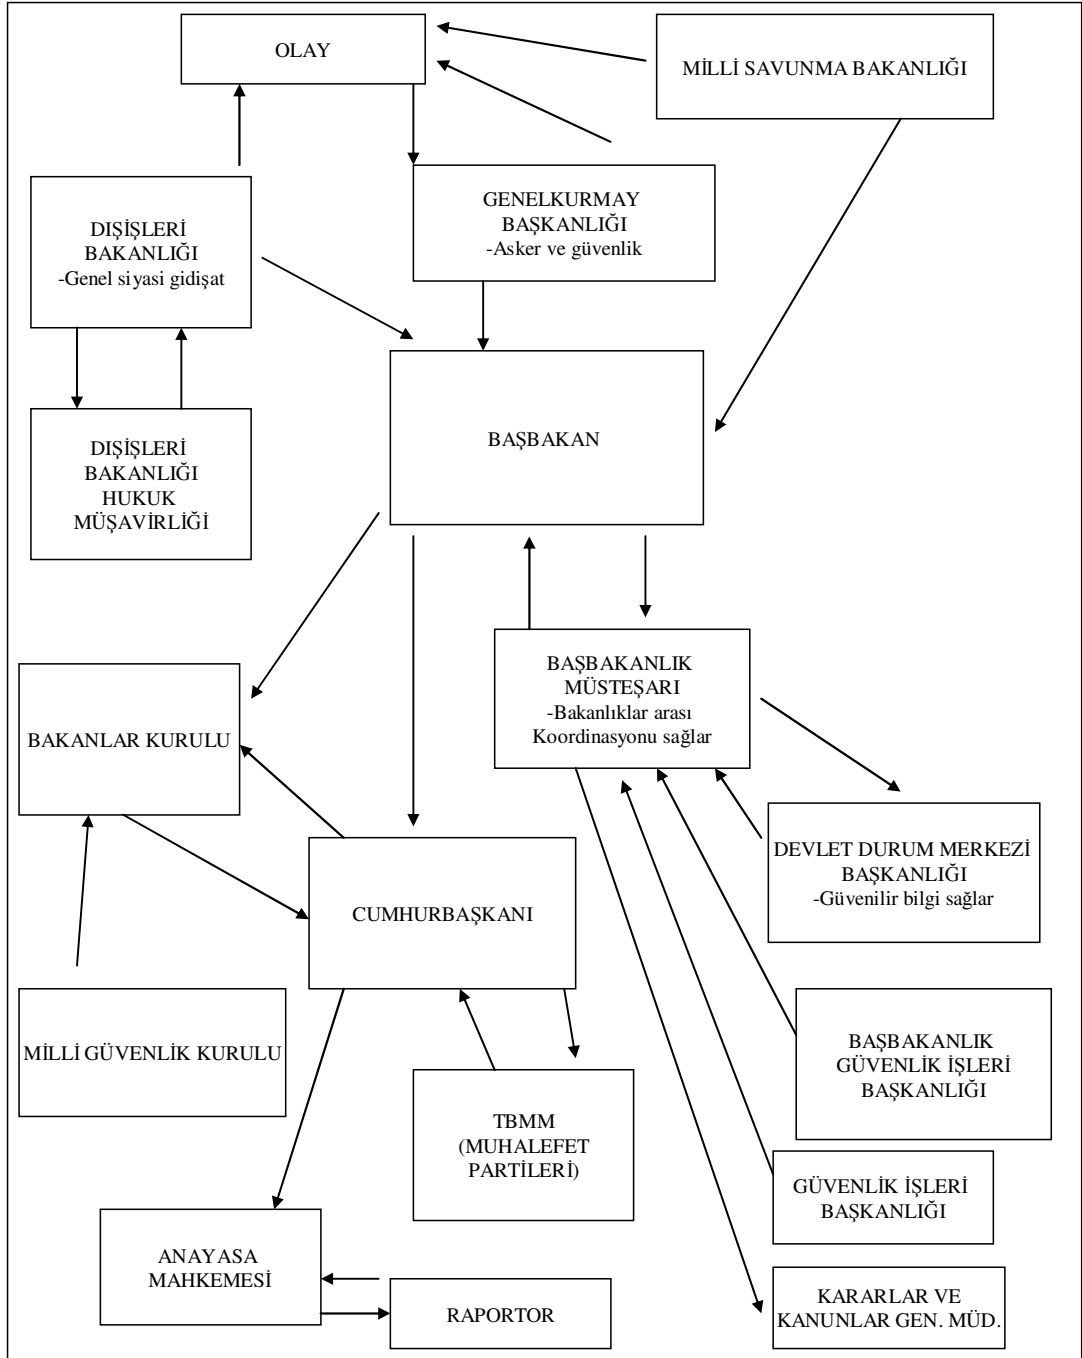 OLAY
MİLLİ SAVUNMA BAKANLIĞI
GENELKURMAY
BAŞKANLIĞI
-Asker ve güvenlik
DIŞİŞLERİ
BAKANLIĞI
-Genel siyasi gidişat
BAŞBAKAN
DIŞİŞLERİ
BAKANLIĞI
HUKUK
MÜŞAVİRLİĞİ
BAŞBAKANLIK
MÜSTEŞARI
-Bakanlıklar arası
Koordinasyonu sağlar
BAKANLAR KURULU
DEVLET DURUM MERKEZİ
BAŞKANLIĞI
-Güvenilir bilgi sağlar
CUMHURBAŞKANI
MİLLİ GÜVENLİK KURULU
BAŞBAKANLIK
GÜVENLİK İŞLERİ
BAŞKANLIĞI
TBMM
(MUHALEFET
PARTİLERİ)
GÜVENLİK İŞLERİ
BAŞKANLIĞI
ANAYASA
MAHKEMESİ
RAPORTOR
KARARLAR VE
KANUNLAR GEN. MÜD.